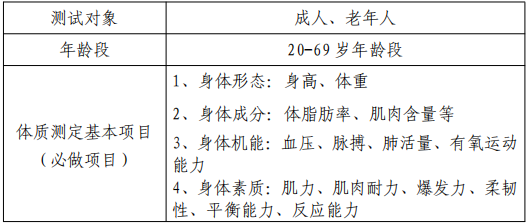 测试对象 成人、老年人
年龄段 20-69 岁年龄段
体质测定基本项目
（必做项目）
1、身体形态：身高、体重
2、身体成分：体脂肪率、肌肉含量等
3、身体机能：血压、脉搏、肺活量、有氧运动
能力
4、身体素质：肌力、肌肉耐力、爆发力、柔韧
性、平衡能力、反应能力